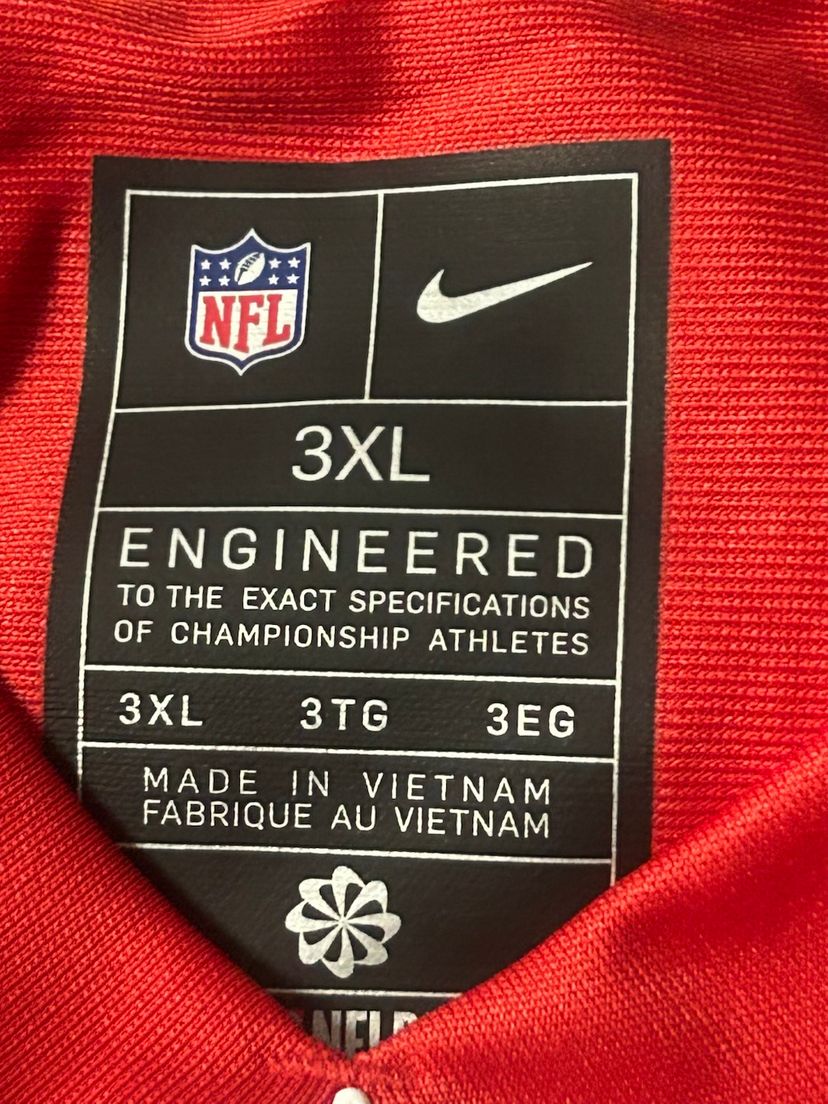 NFL
3XL
ENGINEERED
TO THE EXACT SPECIFICATIONS
OF CHAMPIONSHIP ATHLETES
3XL 3TG 3EG
MADE IN VIETNAM
FABRIQUE AU VIETNAM